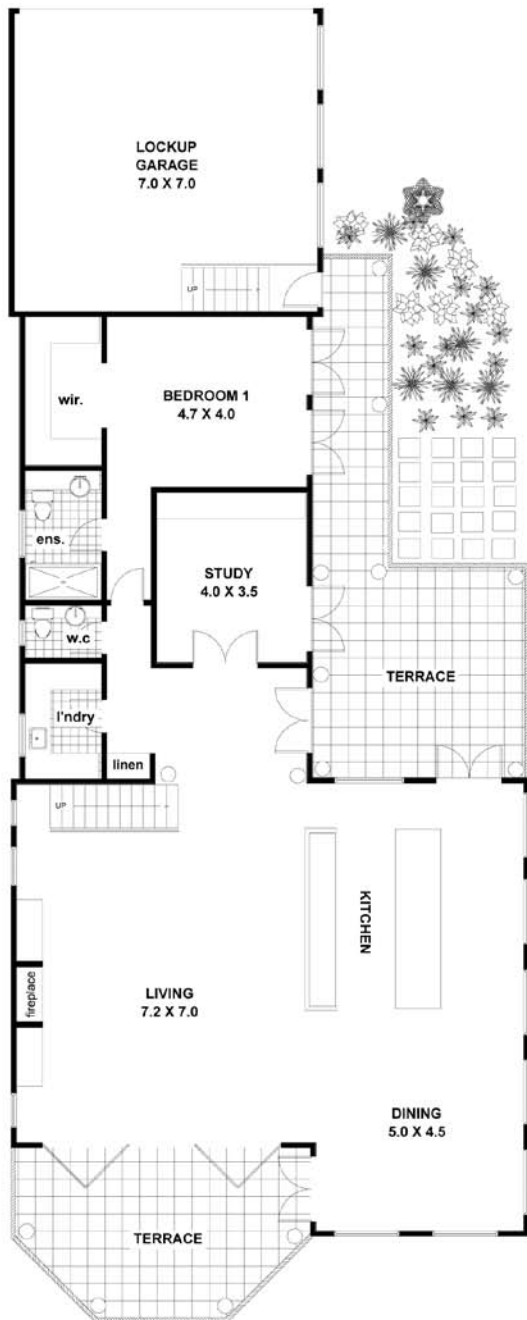 LOCKUP
GARAGE
7.0 X 7.0
UP
wir.
BEDROOM 1
4.7 X 4.0
ens.
STUDY
4.0 X 3.5
w.c
TERRACE
l'ndry
linen
UP
KITCHEN
fireplace
LIVING
7.2 X 7.0
DINING
5.0 X 4.5
TERRACE